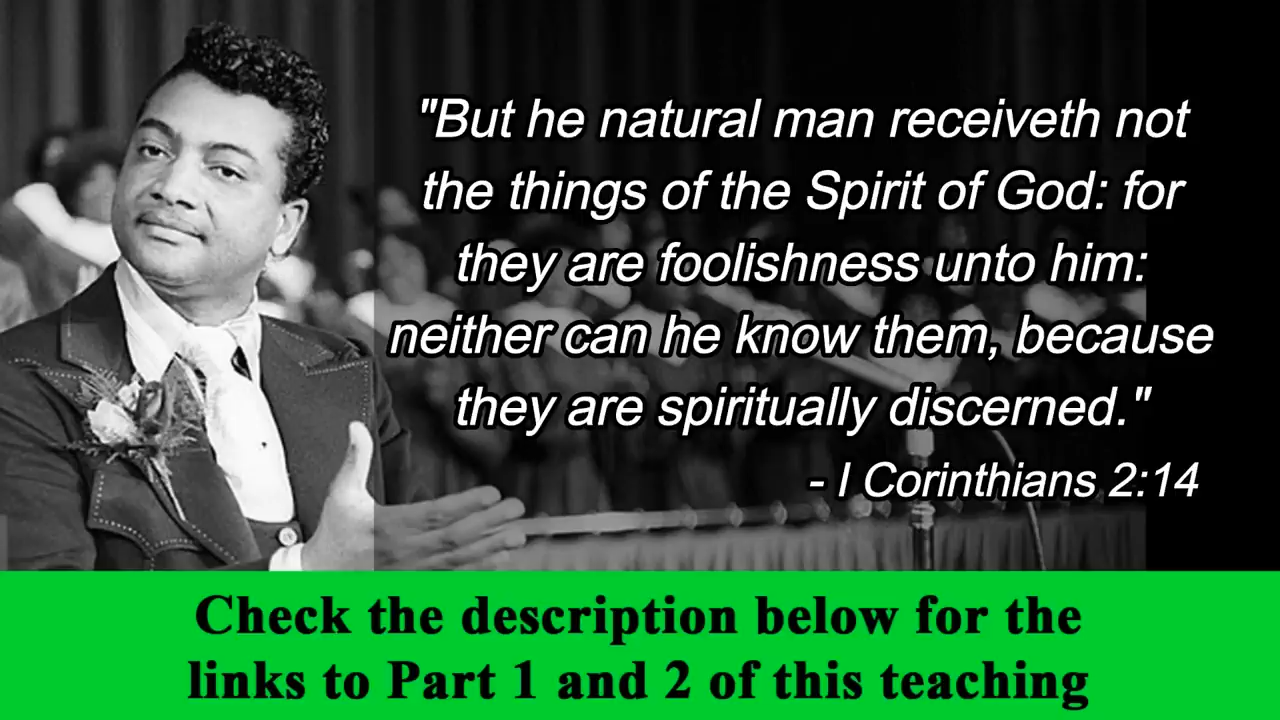 "But he natural man receiveth not
the things of the Spirit of God: for
they are foolishness unto him:
neither can he know them, because
they are spiritually discerned."
- I Corinthians 2:14
Check the description below for the
links to Part 1 and 2 of this teaching